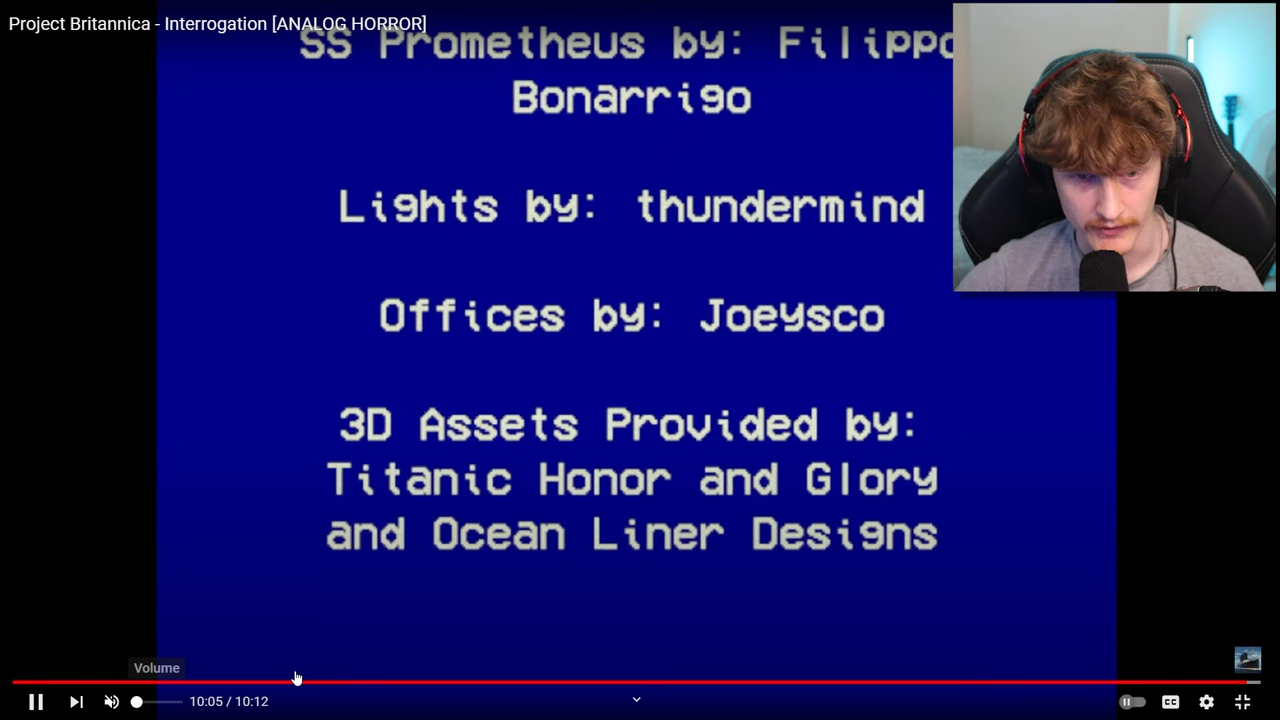 Project Britannica - Interrogation [ANALOG HORROR]
SS Prometheus by: Filippo
Bonarrigo
Lights by: thundermind
Offices by: Joeysco
3D Assets Provided by:
Titanic Honor and Glory
and Ocean Liner Designs
Volume
10:05 / 10:12
CC